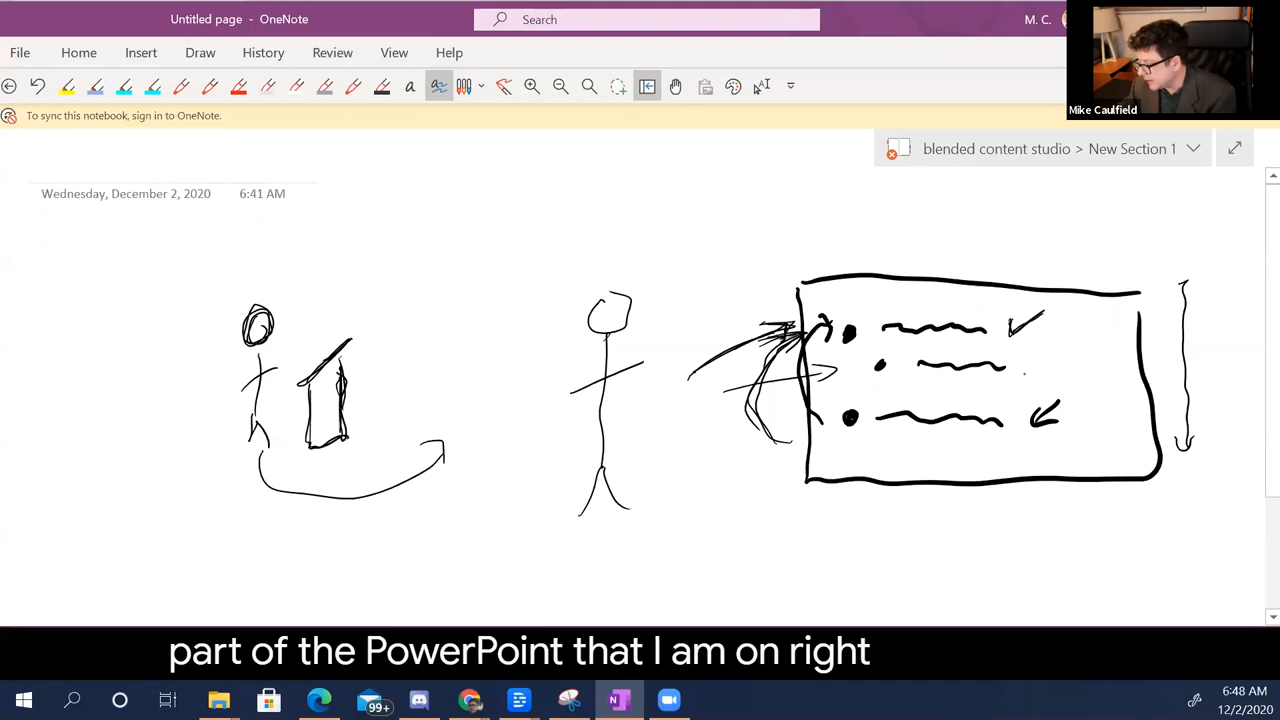 Untitled page - OneNote
Search
M. C.
File Home Insert Draw History Review View Help
a
Mike Caulfield
To sync this notebook, sign in to OneNote.
blended content studio > New Section 1
Wednesday, December 2, 2020 6:41 AM
part of the PowerPoint that I am on right
99+
6:48 AM
12/2/2020